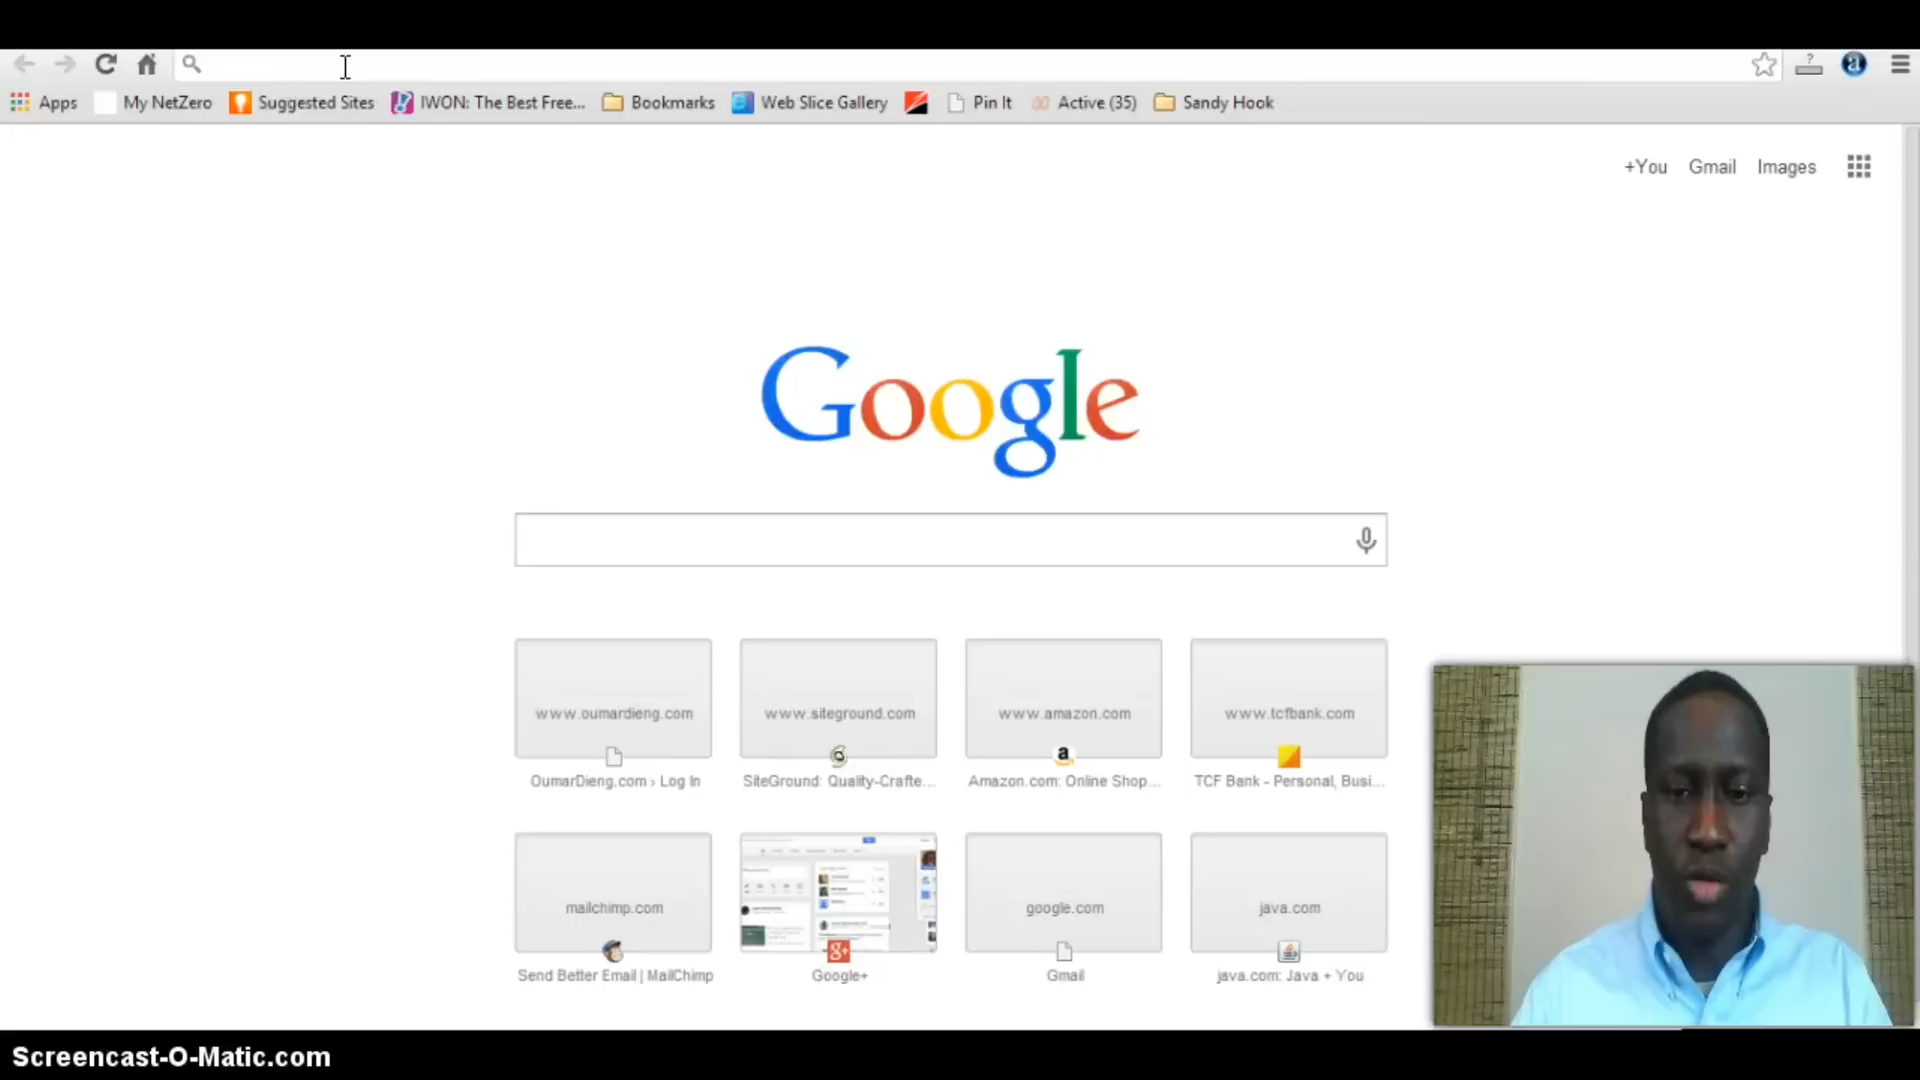 Apps My NetZero Suggested Sites IWON: The Best Free... Bookmarks Web Slice Gallery Pin It Active (35) Sandy Hook
+You Gmail Images
Google
www.oumardieng.com www.siteground.com www.amazon.com www.tcfbank.com
OumarDieng.com › Log In SiteGround: Quality-Crafte... Amazon.com: Online Shop... TCF Bank - Personal, Busi...
mailchimp.com google.com java.com
Send Better Email | MailChimp Google+ Gmail java.com: Java + You
Screencast-O-Matic.com